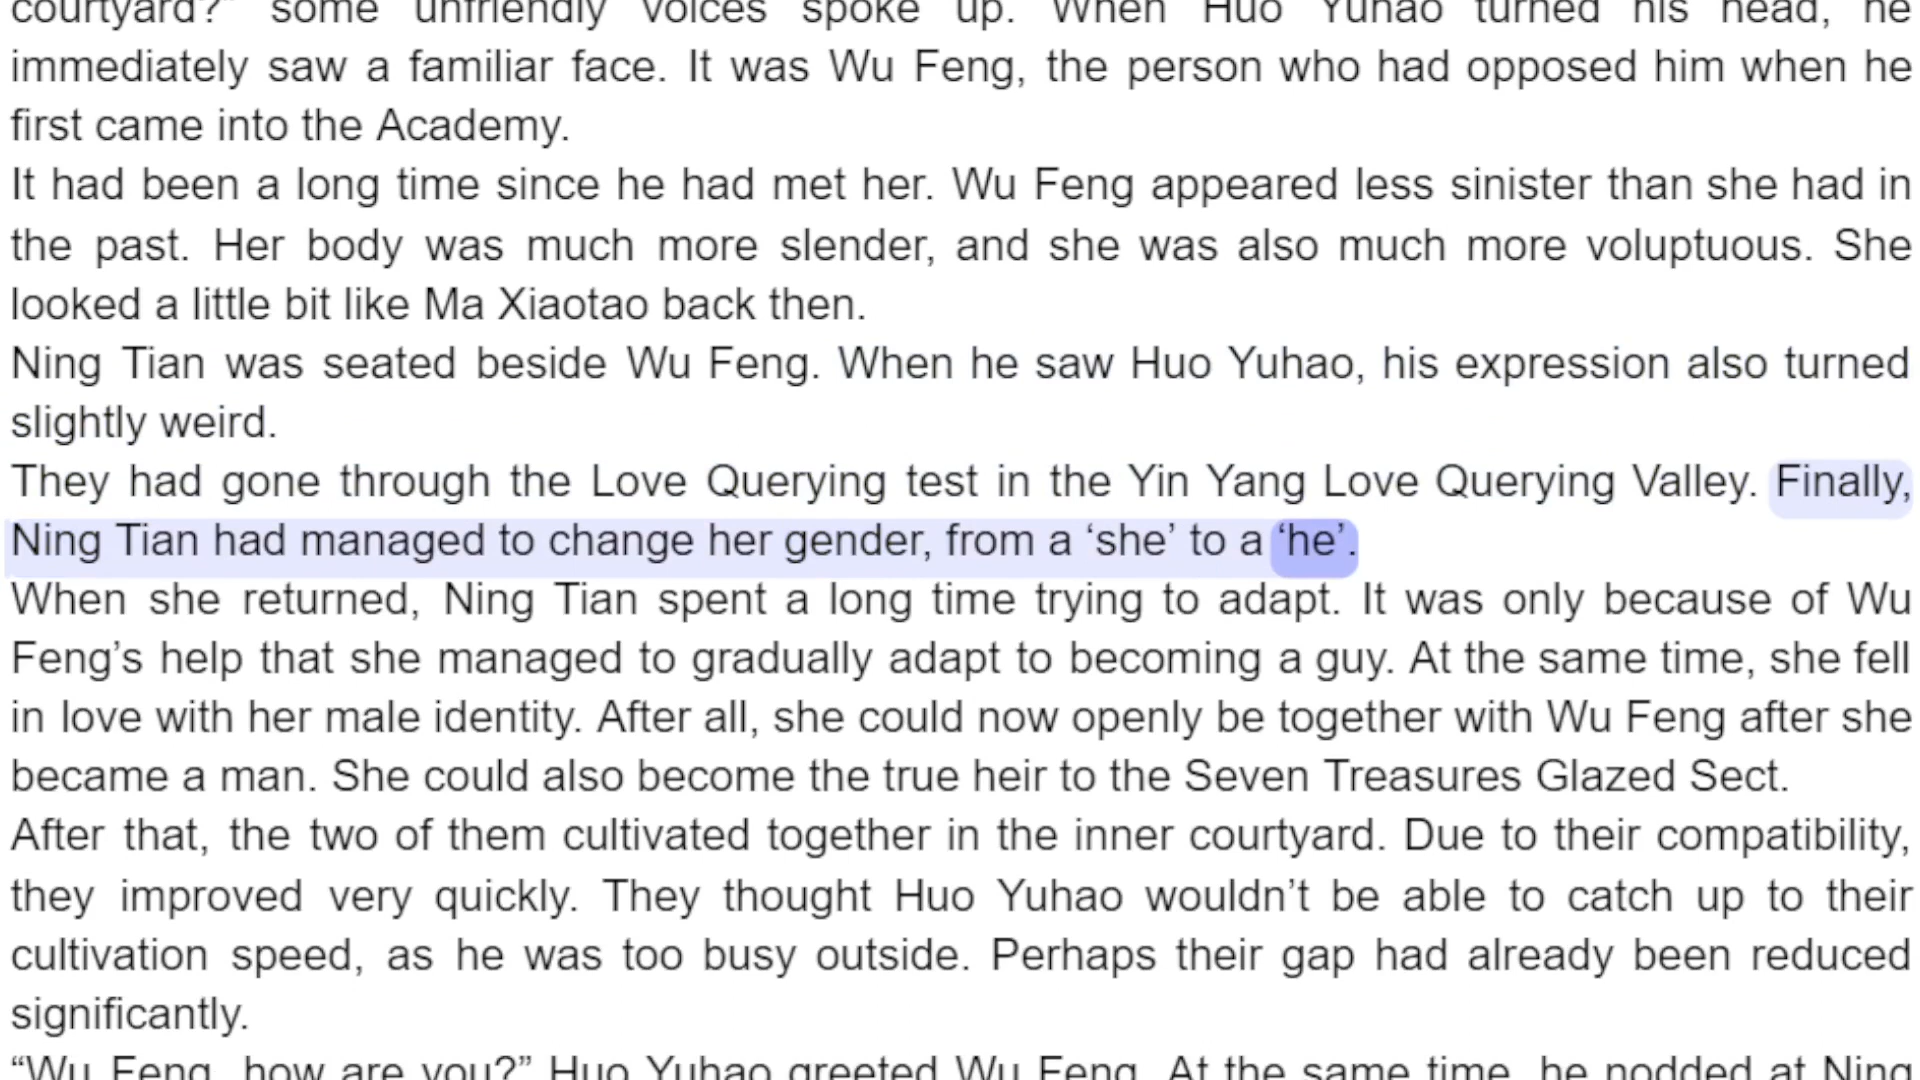 courtyard?” some unfriendly voices spoke up. When Huo Yuhao turned his head, he
immediately saw a familiar face. It was Wu Feng, the person who had opposed him when he
first came into the Academy.
It had been a long time since he had met her. Wu Feng appeared less sinister than she had in
the past. Her body was much more slender, and she was also much more voluptuous. She
looked a little bit like Ma Xiaotao back then.
Ning Tian was seated beside Wu Feng. When he saw Huo Yuhao, his expression also turned
slightly weird.
They had gone through the Love Querying test in the Yin Yang Love Querying Valley. Finally,
Ning Tian had managed to change her gender, from a ‘she’ to a ‘he’.
When she returned, Ning Tian spent a long time trying to adapt. It was only because of Wu
Feng’s help that she managed to gradually adapt to becoming a guy. At the same time, she fell
in love with her male identity. After all, she could now openly be together with Wu Feng after she
became a man. She could also become the true heir to the Seven Treasures Glazed Sect.
After that, the two of them cultivated together in the inner courtyard. Due to their compatibility,
they improved very quickly. They thought Huo Yuhao wouldn’t be able to catch up to their
cultivation speed, as he was too busy outside. Perhaps their gap had already been reduced
significantly.
“Wu Feng, how are you?” Huo Yuhao greeted Wu Feng. At the same time, he nodded at Ning